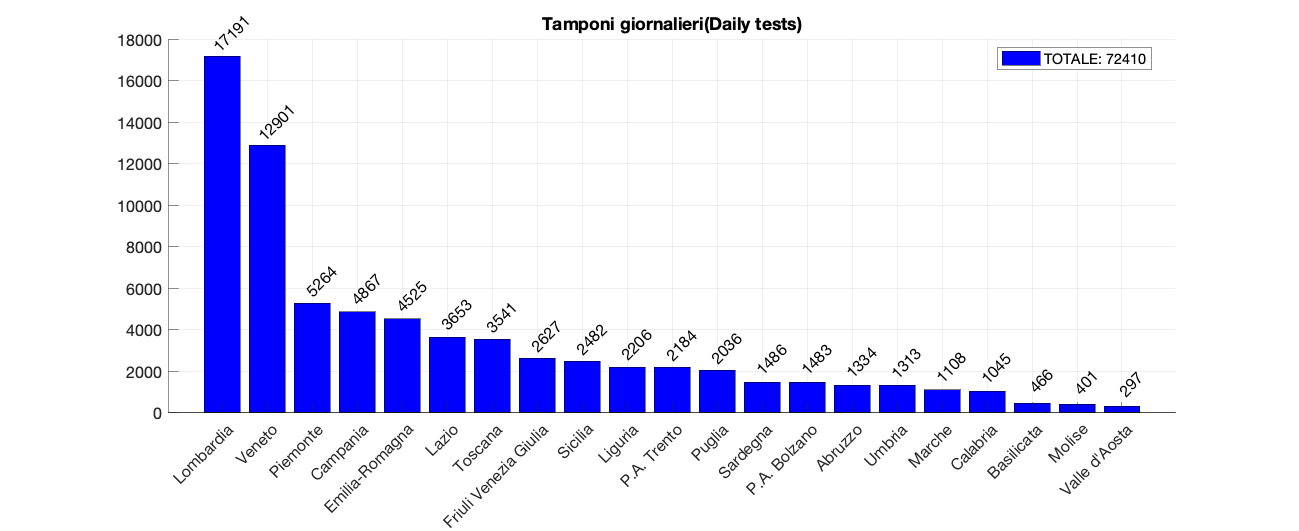 Tamponi giornalieri(Daily tests)
TOTALE: 72410
18000
16000
14000
12000
10000
8000
6000
4000
2000
0
17191
12901
5264
4867
4525
3653
3541
2627
2482
2206
2184
2036
1486
1483
1334
1313
1108
1045
466
401
297
Lombardia
Veneto
Piemonte
Campania
Emilia-Romagna
Lazio
Toscana
Friuli Venezia Giulia
Sicilia
Liguria
P.A. Trento
Puglia
Sardegna
P.A. Bolzano
Abruzzo
Umbria
Marche
Calabria
Basilicata
Molise
Valle d'Aosta